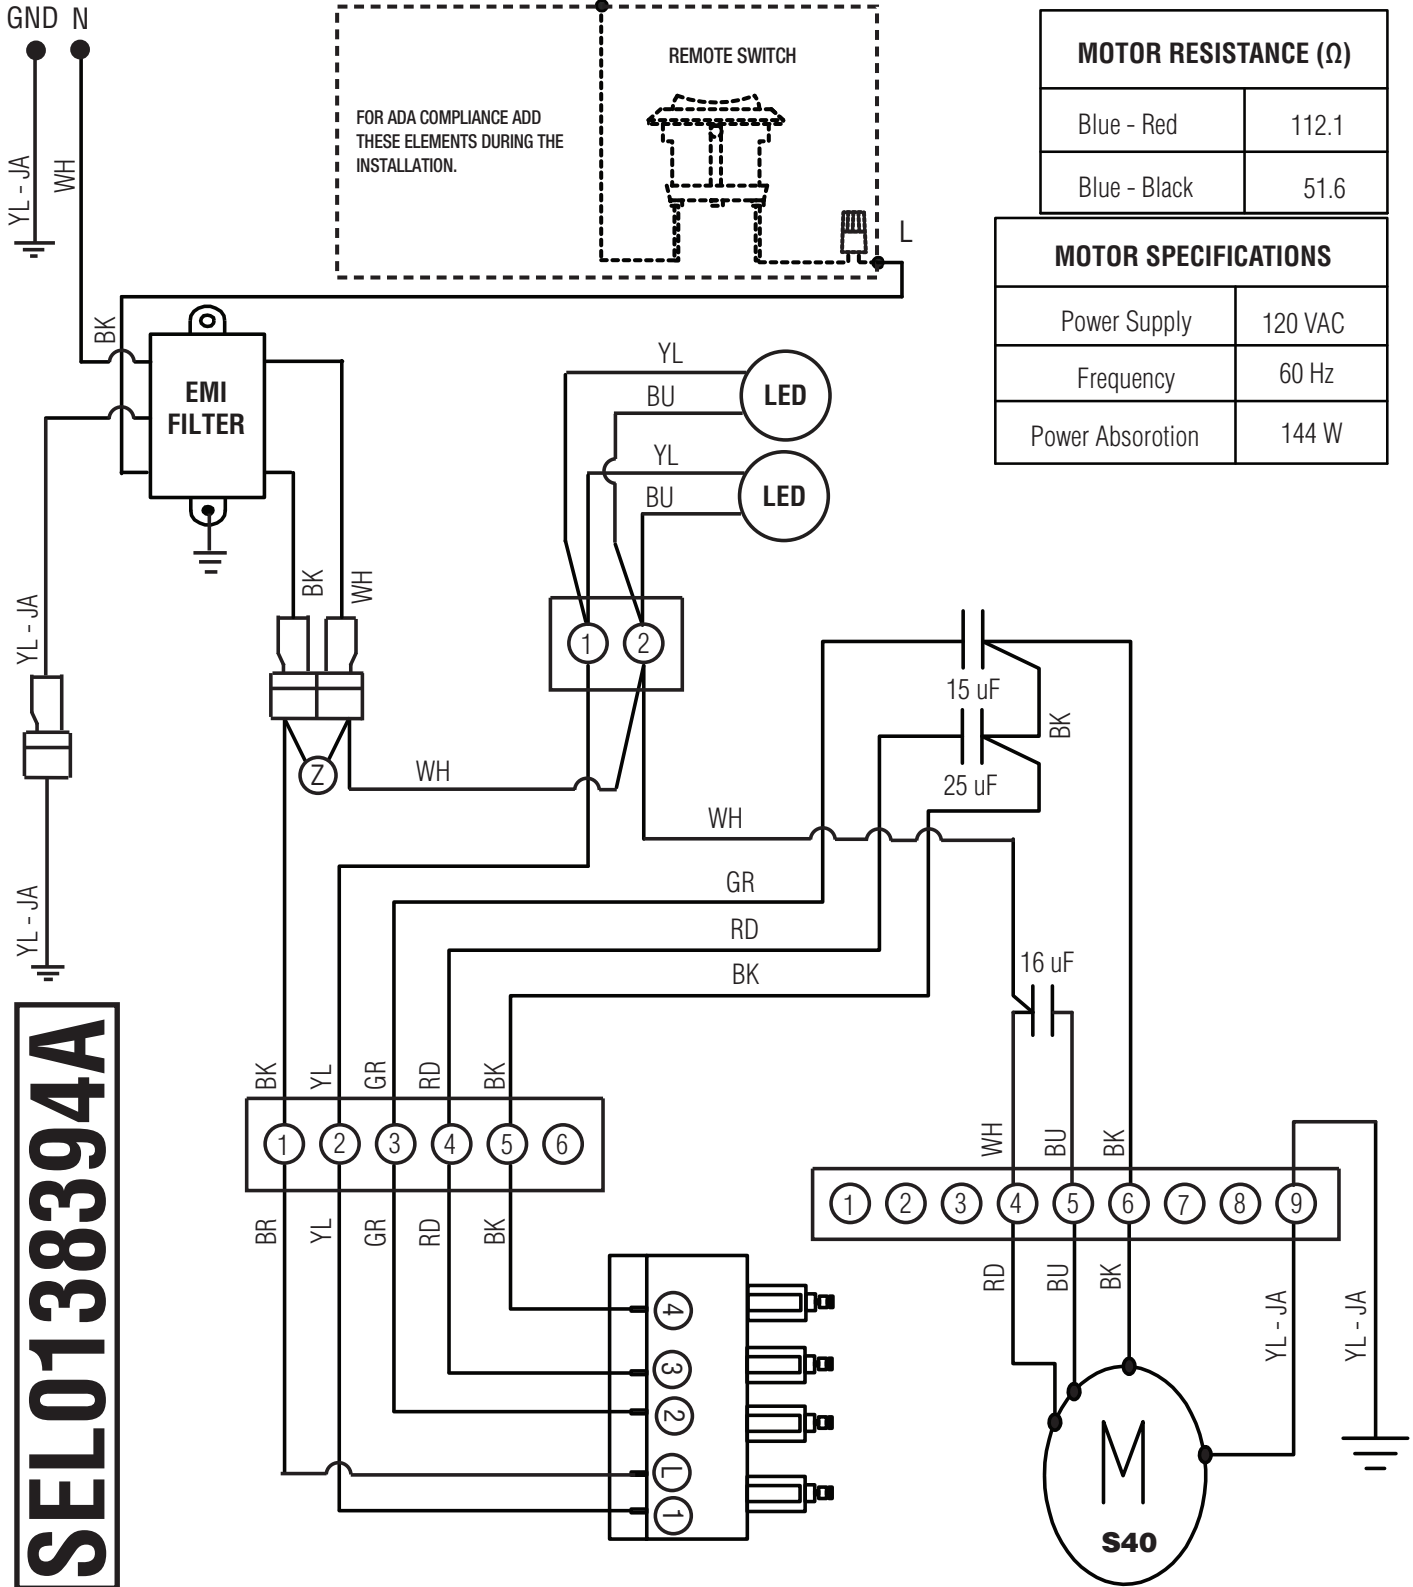 GND N
REMOTE SWITCH
FOR ADA COMPLIANCE ADD
THESE ELEMENTS DURING THE
INSTALLATION.
L
MOTOR RESISTANCE (Ω)
Blue - Red 112.1
Blue - Black 51.6
MOTOR SPECIFICATIONS
Power Supply 120 VAC
Frequency 60 Hz
Power Absorotion 144 W
YL - JA
WH
BK
EMI
FILTER
YL
BU
LED
YL
BU
LED
BK
WH
YL - JA
1 2
15 uF
BK
25 uF
Z
WH
WH
GR
RD
BK
YL - JA
16 uF
BK YL GR RD BK
1 2 3 4 5 6
BR YL GR RD BK
WH BU BK
1 2 3 4 5 6 7 8 9
RD BU BK
YL - JA
YL - JA
4
3
2
L
1
M
S40
SEL0138394A